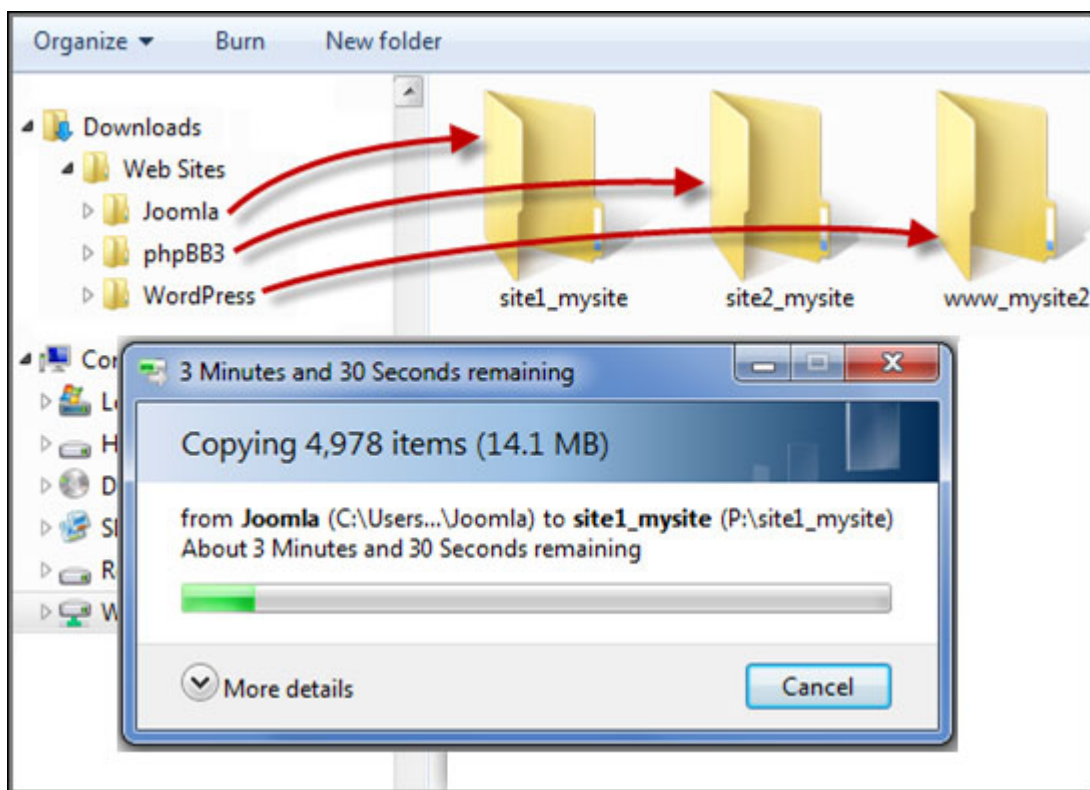 Organize Burn New folder
Downloads
Web Sites
Joomla
phpBB3
WordPress
site1_mysite site2_mysite www_mysite2
3 Minutes and 30 Seconds remaining
Copying 4,978 items (14.1 MB)
from Joomla (C:\Users...\Joomla) to site1_mysite (P:\site1_mysite)
About 3 Minutes and 30 Seconds remaining
More details
Cancel